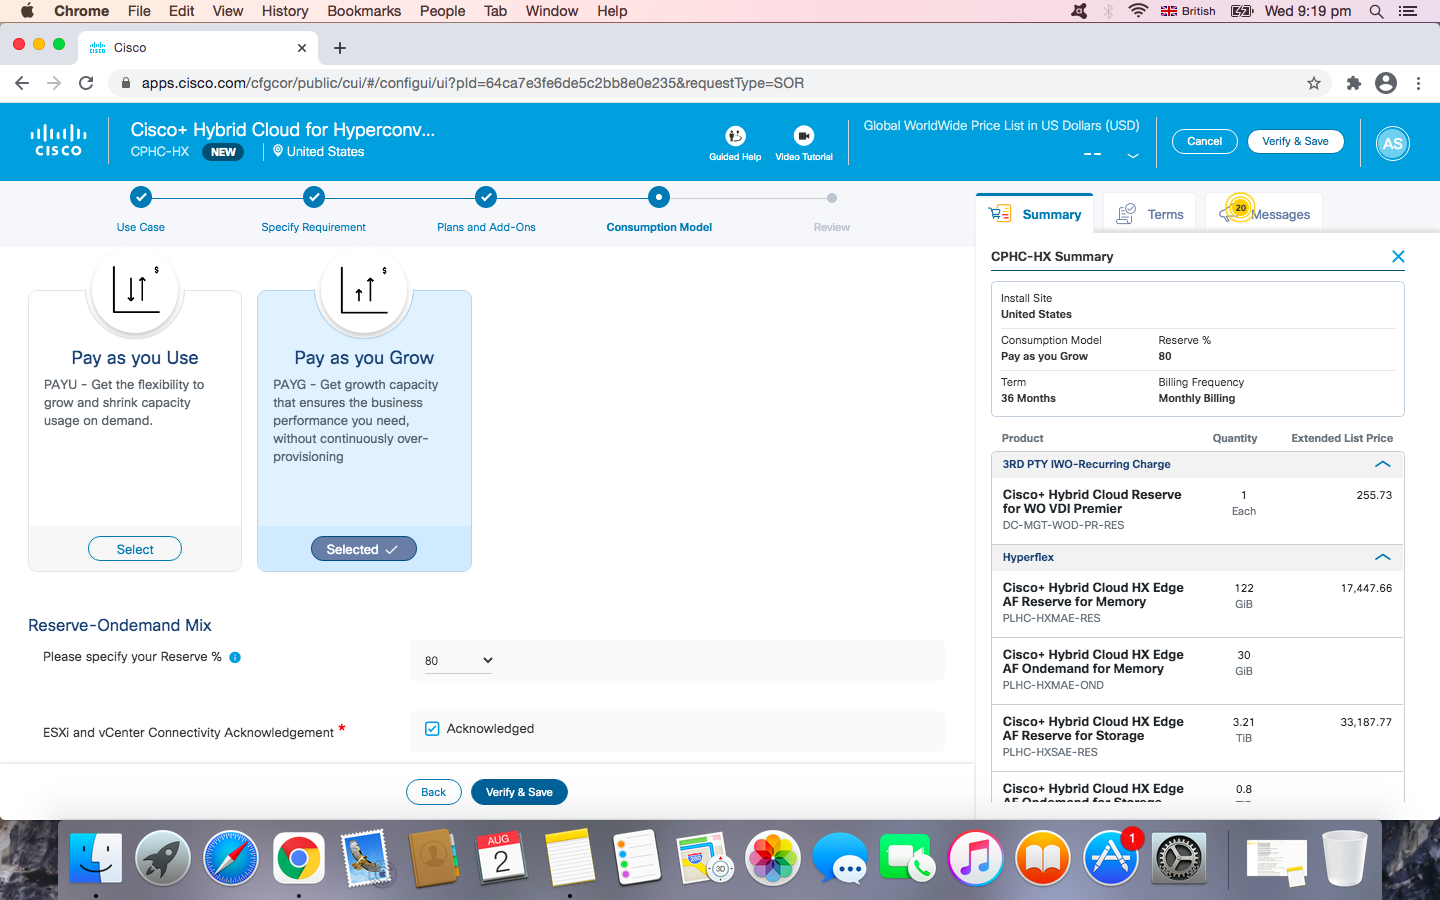 Chrome File Edit View History Bookmarks People Tab Window Help British Wed 9:19 pm
Cisco
apps.cisco.com/cfgcor/public/cui/#/configui/ui?pId=64ca7e3fe6de5c2bb8e0e235&requestType=SOR
CISCO
Cisco+ Hybrid Cloud for Hyperconv...
CPHC-HX NEW United States
Guided Help
Video Tutorial
Global WorldWide Price List in US Dollars (USD)
--
Cancel
Verify & Save
AS
Use Case
Specify Requirement
Plans and Add-Ons
Consumption Model
Review
$
Pay as you Use
PAYU - Get the flexibility to
grow and shrink capacity
usage on demand.
Select
$
Pay as you Grow
PAYG - Get growth capacity
that ensures the business
performance you need,
without continuously over-
provisioning
Selected
Reserve-Ondemand Mix
Please specify your Reserve % i
80
ESXi and vCenter Connectivity Acknowledgement *
Acknowledged
Back
Verify & Save
Summary
Terms
20
Messages
CPHC-HX Summary
Install Site
United States
Consumption Model Reserve %
Pay as you Grow 80
Term Billing Frequency
36 Months Monthly Billing
Product Quantity Extended List Price
3RD PTY IWO-Recurring Charge
Cisco+ Hybrid Cloud Reserve 1 255.73
for WO VDI Premier Each
DC-MGT-WOD-PR-RES
Hyperflex
Cisco+ Hybrid Cloud HX Edge 122 17,447.66
AF Reserve for Memory GiB
PLHC-HXMAE-RES
Cisco+ Hybrid Cloud HX Edge 30
AF Ondemand for Memory GiB
PLHC-HXMAE-OND
Cisco+ Hybrid Cloud HX Edge 3.21 33,187.77
AF Reserve for Storage TiB
PLHC-HXSAE-RES
Cisco+ Hybrid Cloud HX Edge 0.8
AF Ondemand for Storage
AUG
2
280
3D
1